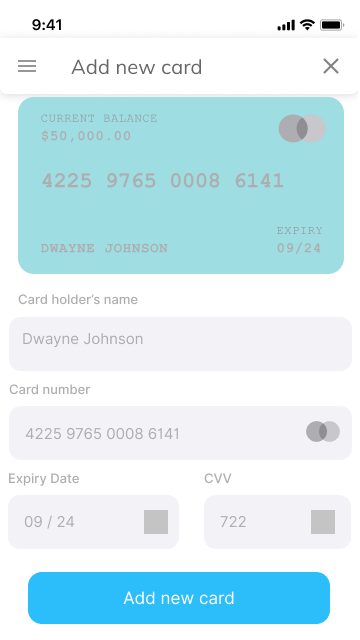 9:41
Add new card
CURRENT BALANCE
$50,000.00
4225 9765 0008 6141
EXPIRY
DWAYNE JOHNSON 09/24
Card holder's name
Dwayne Johnson
Card number
4225 9765 0008 6141
Expiry Date CVV
09 / 24 722
Add new card